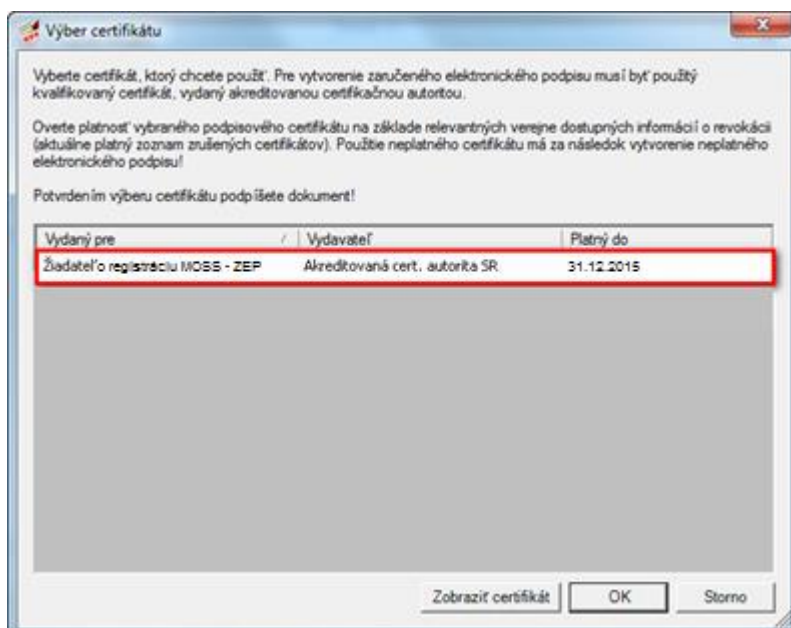 Výber certifikátu
Vyberte certifikát, ktorý chcete použiť. Pre vytvorenie zaručeného elektronického podpisu musí byť použitý
kvalifikovaný certifikát, vydaný akreditovanou certifikačnou autoritou.
Overte platnosť vybraného podpisového certifikátu na základe relevantných verejne dostupných informácií o revokácii
(aktuálne platný zoznam zrušených certifikátov). Použitie neplatného certifikátu má za následok vytvorenie neplatného
elektronického podpisu!
Potvrdením výberu certifikátu podpíšete dokument!
Vydaný pre / Vydavateľ Platný do
Žiadateľ o registráciu MOSS - ZEP Akreditovaná cert. autorita SR 31.12.2015
Zobraziť certifikát OK Storno